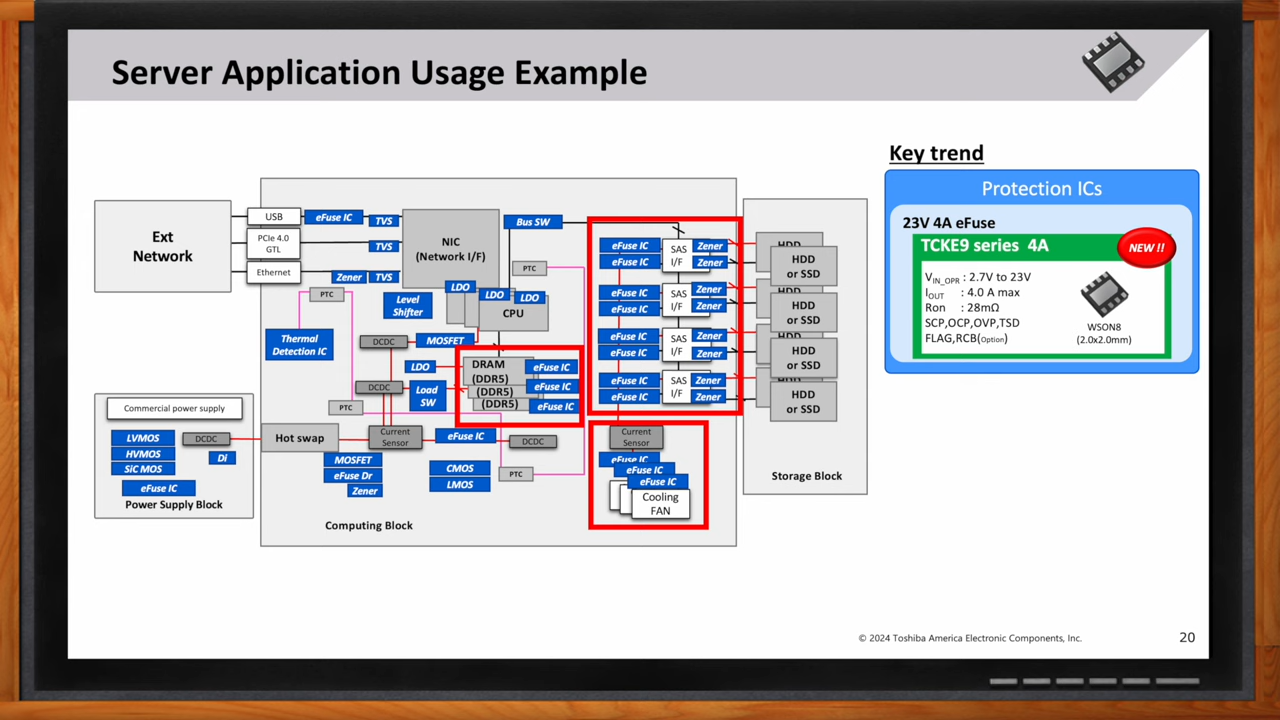 Server Application Usage Example
Key trend
Protection ICs
23V 4A eFuse
TCKE9 series 4A
NEW !!
VIN_OPR : 2.7V to 23V
IOUT : 4.0 A max
Ron : 28mΩ
SCP,OCP,OVP,TSD
FLAG,RCB(Option)
WSON8
(2.0x2.0mm)
Ext
Network
USB
eFuse IC
TVS
PCIe 4.0
GTL
TVS
Ethernet
Zener
TVS
NIC
(Network I/F)
Bus SW
PTC
PTC
LDO
LDO
LDO
CPU
Level
Shifter
Thermal
Detection IC
DCDC
MOSFET
LDO
DCDC
Load
SW
PTC
DRAM
(DDR5)
(DDR5)
(DDR5)
eFuse IC
eFuse IC
eFuse IC
eFuse IC
eFuse IC
SAS
I/F
Zener
Zener
eFuse IC
eFuse IC
SAS
I/F
Zener
Zener
eFuse IC
eFuse IC
SAS
I/F
Zener
Zener
eFuse IC
eFuse IC
SAS
I/F
Zener
Zener
HDD
HDD
or SSD
HDD
or SSD
HDD
or SSD
HDD
HDD
or SSD
Storage Block
Commercial power supply
LVMOS
HVMOS
SiC MOS
DCDC
Di
eFuse IC
Power Supply Block
Hot swap
Current
Sensor
eFuse IC
DCDC
MOSFET
eFuse Dr
Zener
CMOS
LMOS
PTC
Computing Block
Current
Sensor
eFuse IC
eFuse IC
eFuse IC
Cooling
FAN
© 2024 Toshiba America Electronic Components, Inc.
20